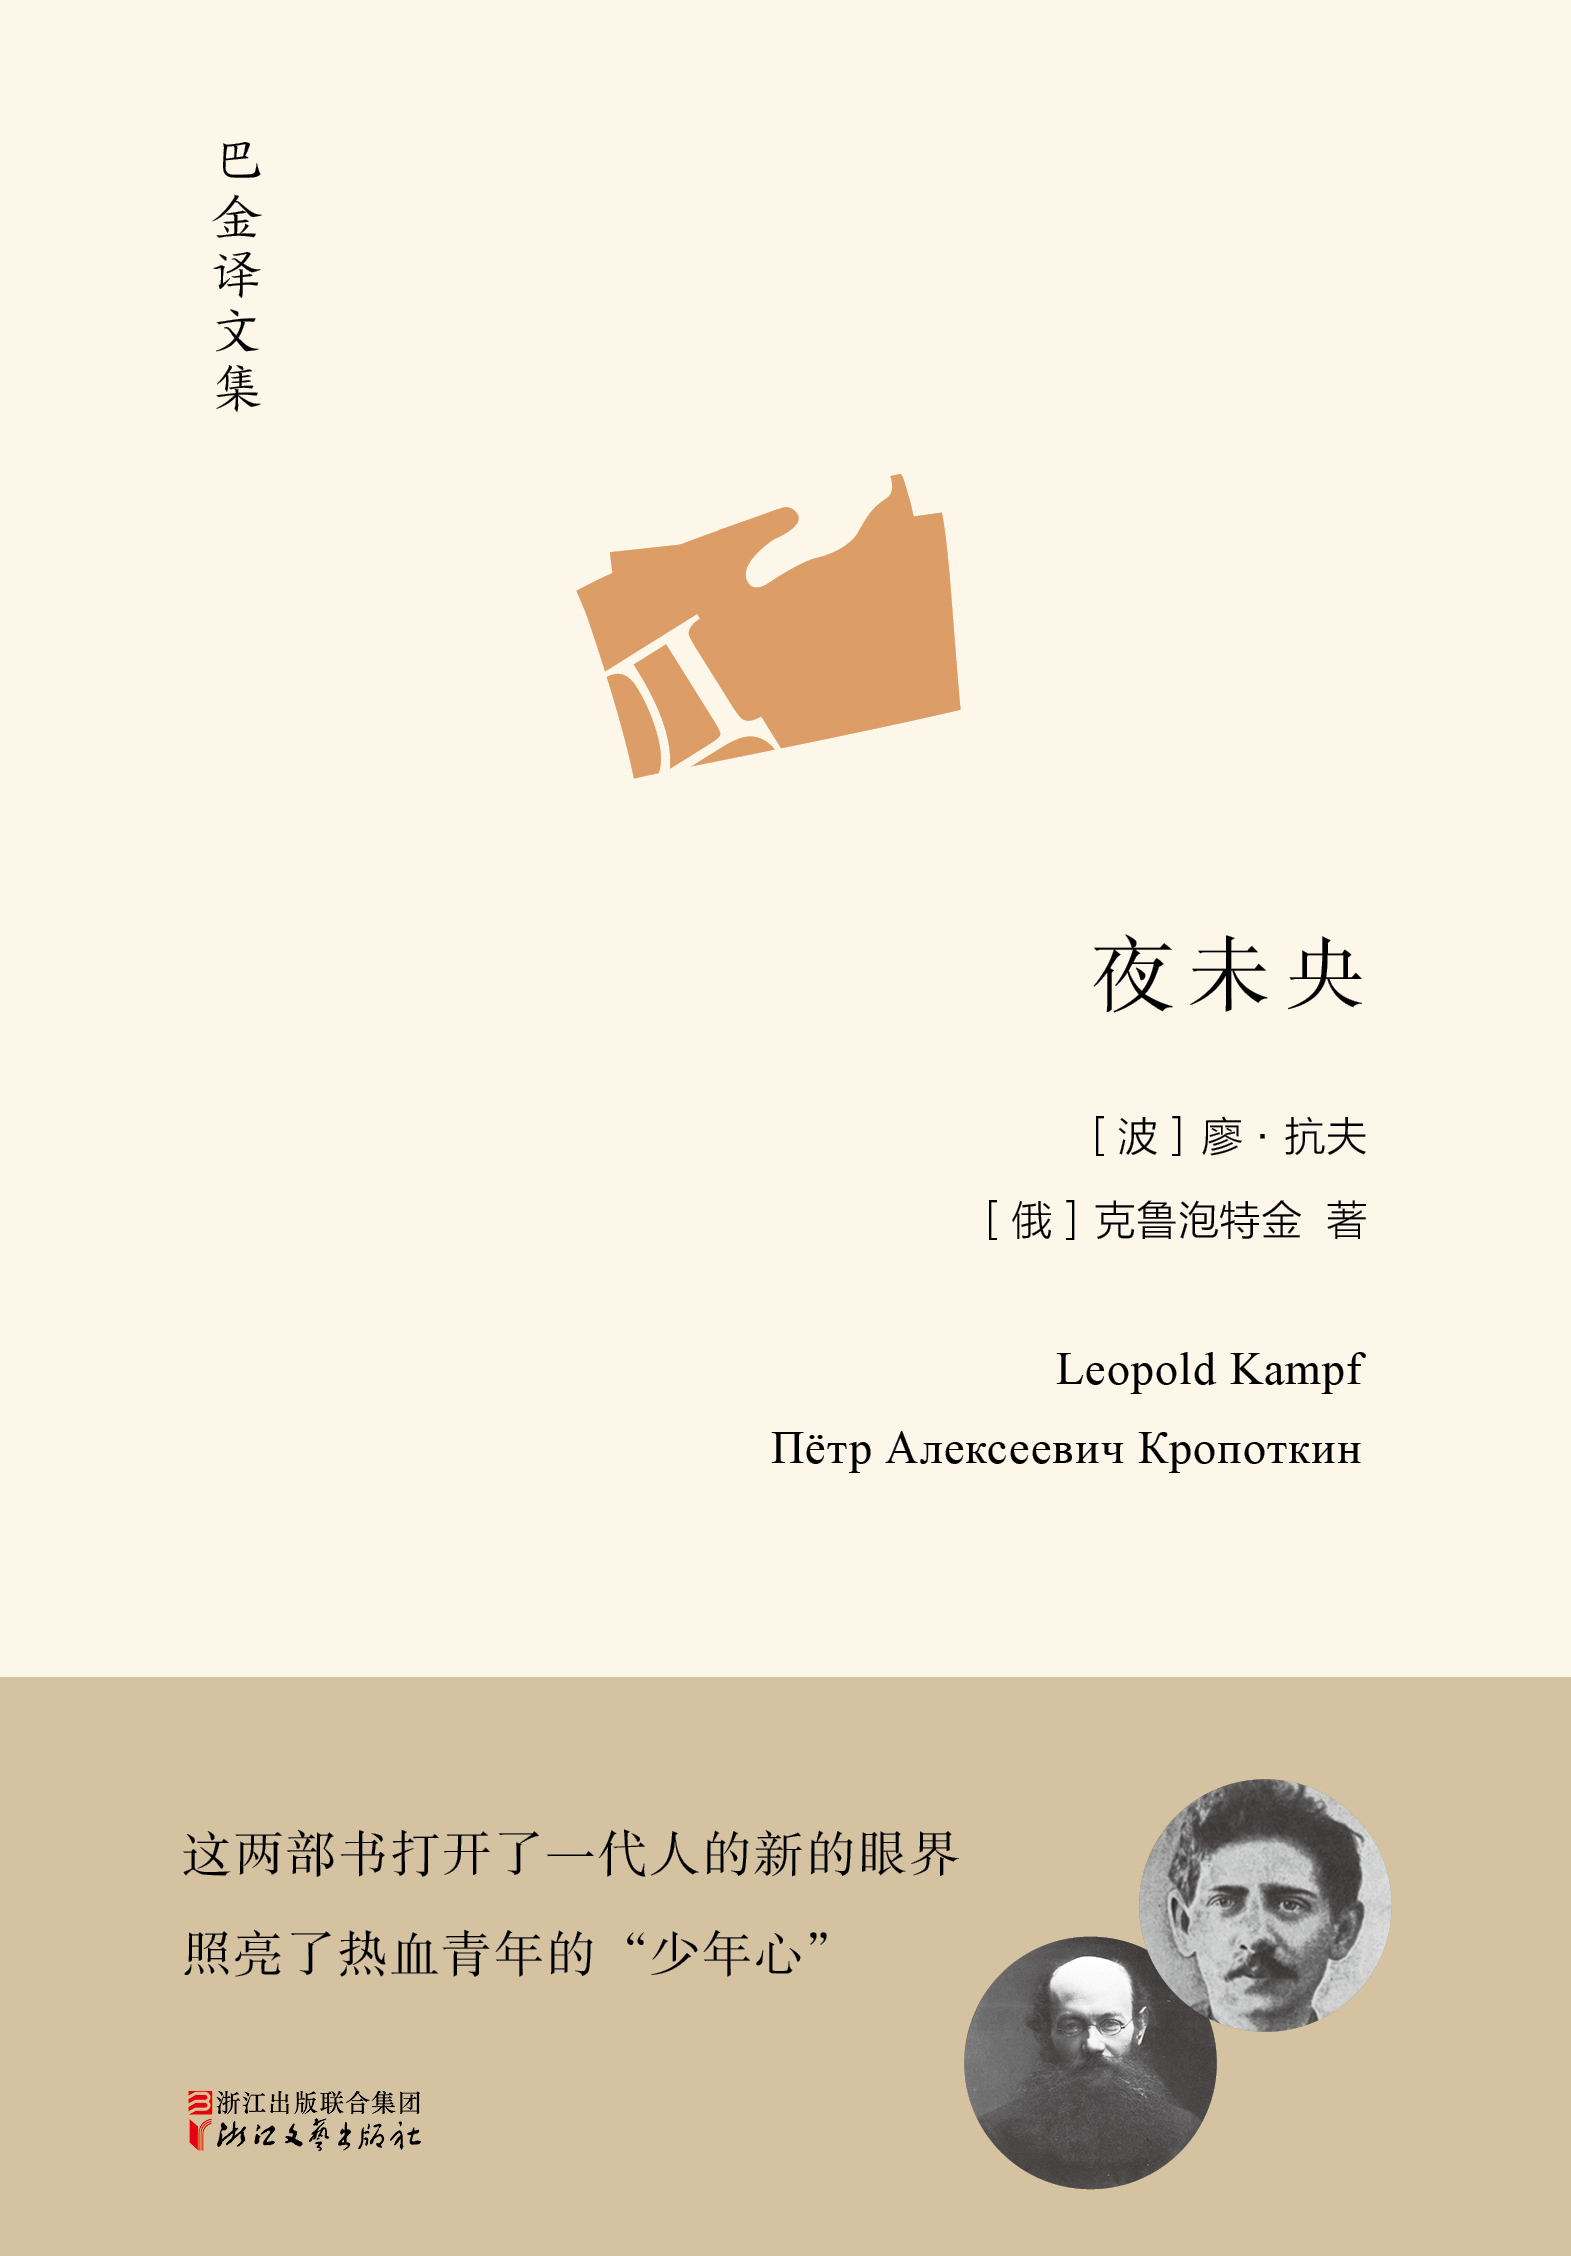 巴金译文集
夜未央
［波］廖·抗夫
［俄］克鲁泡特金 著
Leopold Kampf
Пётр Алексеевич Кропоткин
这两部书打开了一代人的新的眼界
照亮了热血青年的“少年心”
浙江出版联合集团
浙江文艺出版社